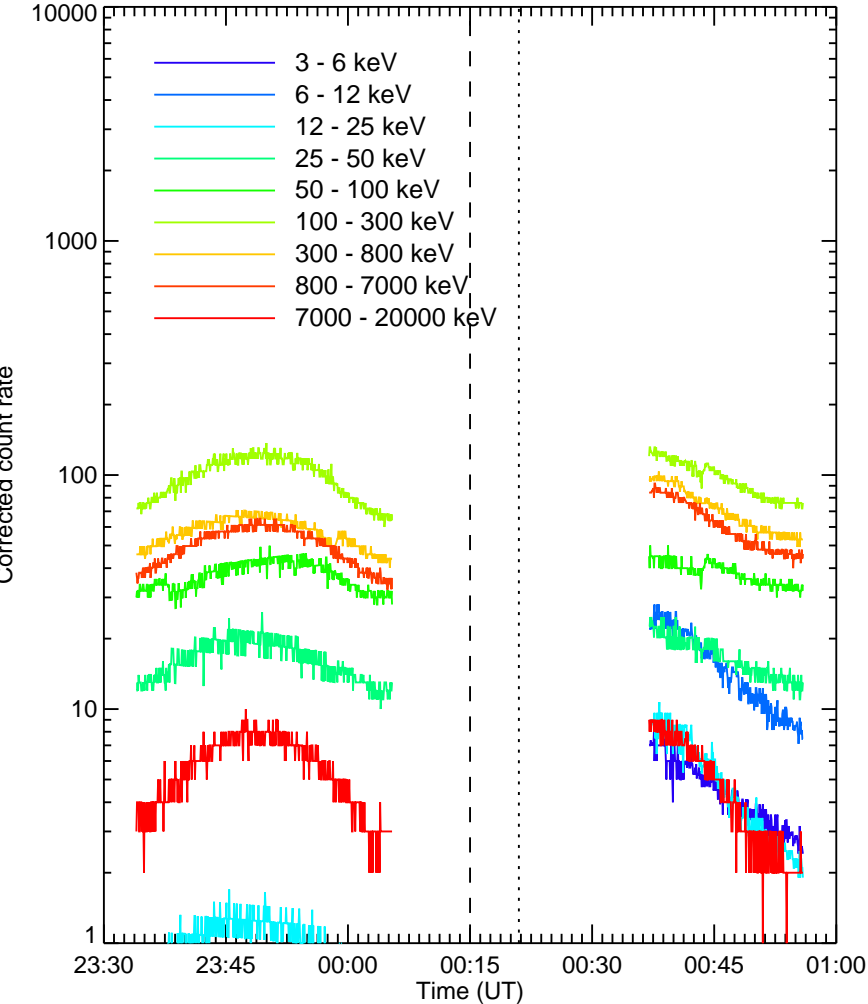 10000
1000
100
10
1
Corrected count rate
3 - 6 keV
6 - 12 keV
12 - 25 keV
25 - 50 keV
50 - 100 keV
100 - 300 keV
300 - 800 keV
800 - 7000 keV
7000 - 20000 keV
23:30 23:45 00:00 00:15 00:30 00:45 01:00
Time (UT)